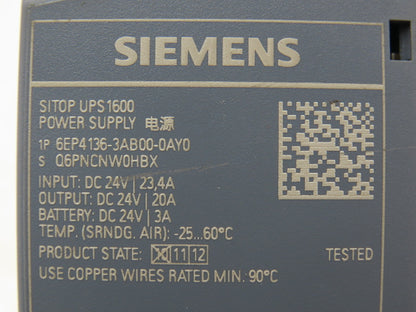 SIEMENS
SITOP UPS1600
POWER SUPPLY 电源
1P 6EP4136-3AB00-0AY0
S Q6PNCNW0HBX
INPUT: DC 24V | 23,4A
OUTPUT: DC 24V | 20A
BATTERY: DC 24V | 3A
TEMP. (SRNDG. AIR): -25...60°C
PRODUCT STATE: 10 11 12 TESTED
USE COPPER WIRES RATED MIN. 90°C